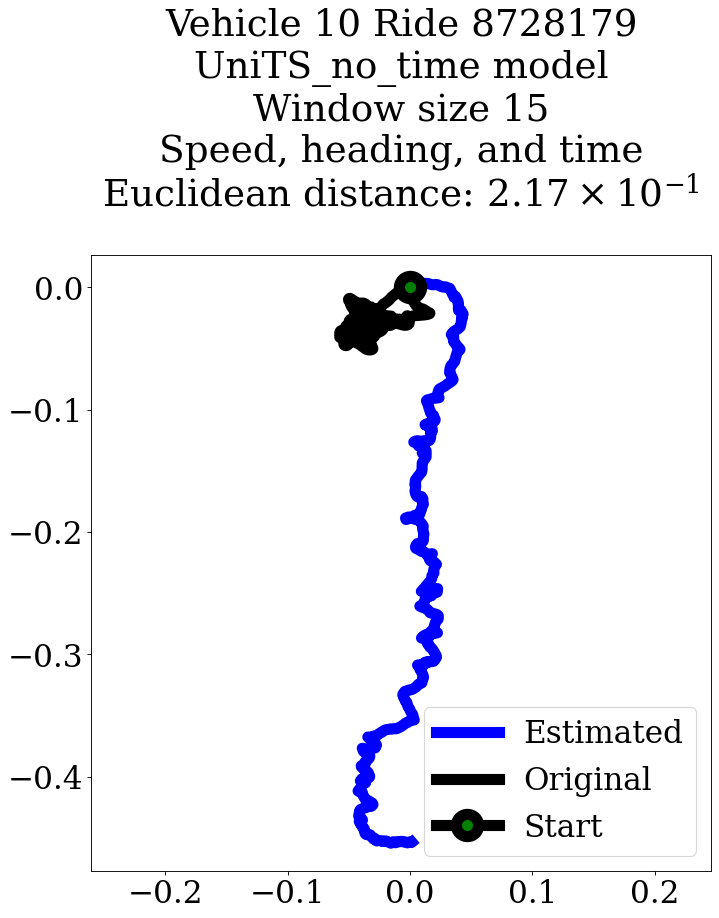 Vehicle 10 Ride 8728179
UniTS_no_time model
Window size 15
Speed, heading, and time
Euclidean distance: 2.17 × 10⁻¹
0.0
−0.1
−0.2
−0.3
−0.4
Estimated
Original
Start
−0.2
−0.1
0.0
0.1
0.2